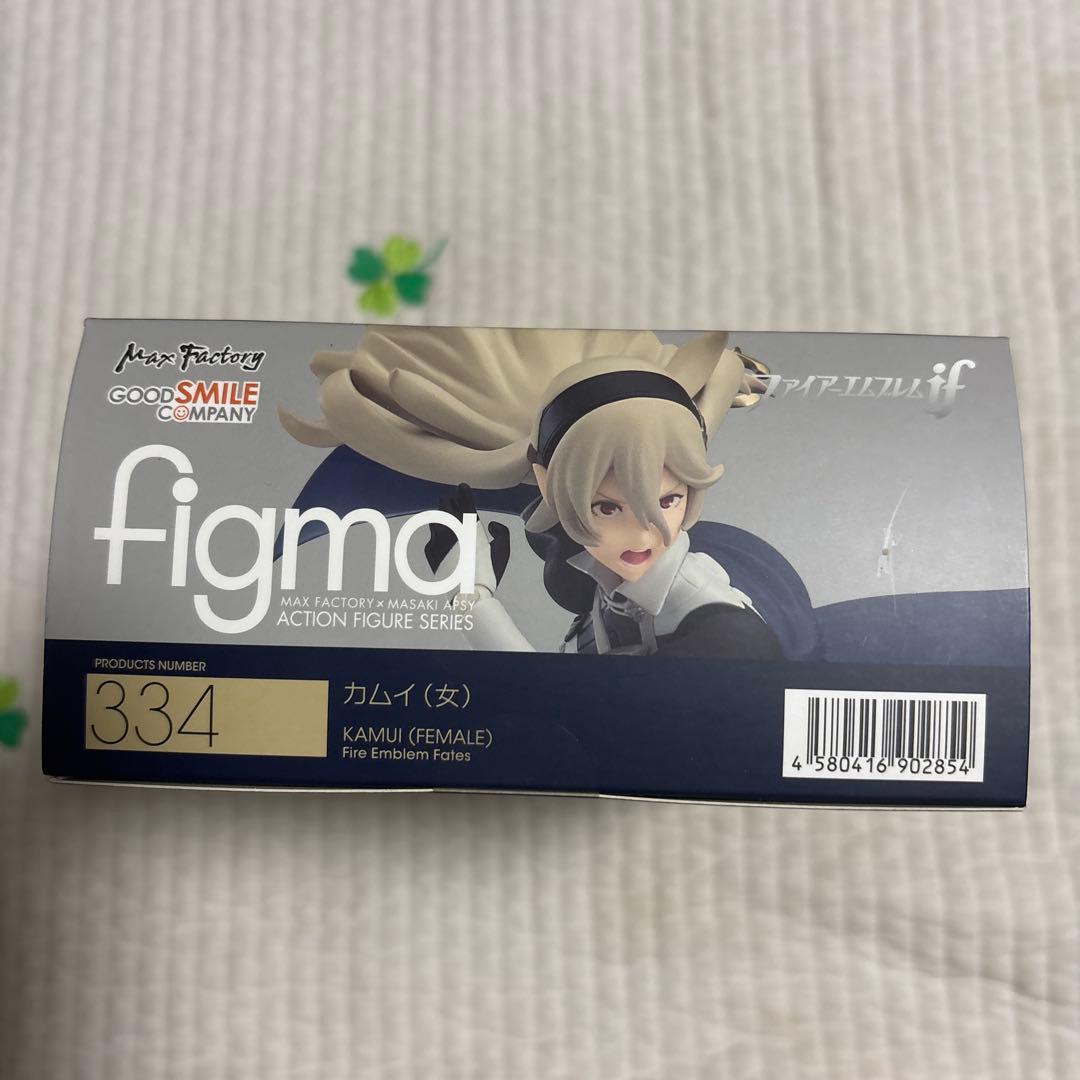 Max Factory
GOOD SMILE
COMPANY
ファイアーエムブレムif
figma
MAX FACTORY × MASAKI APSY
ACTION FIGURE SERIES
PRODUCTS NUMBER
334
カムイ（女）
KAMUI (FEMALE)
Fire Emblem Fates
4 580416 902854